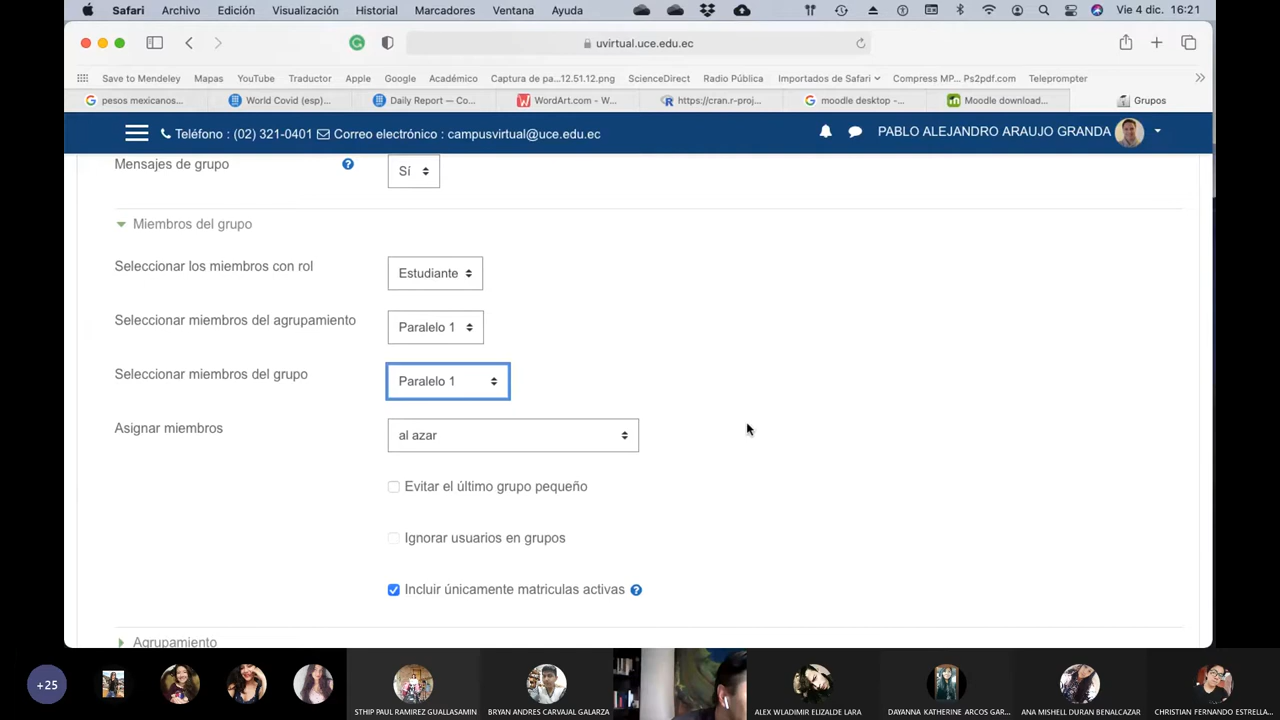 Safari Archivo Edición Visualización Historial Marcadores Ventana Ayuda Vie 4 dic. 16:21
uvirtual.uce.edu.ec
Save to Mendeley Mapas YouTube Traductor Apple Google Académico Captura de pa...12.51.12.png ScienceDirect Radio Pública Importados de Safari Compress MP... Ps2pdf.com Teleprompter
pesos mexicanos... World Covid (esp)... Daily Report — Co... WordArt.com - W... https://cran.r-proj... moodle desktop -... Moodle download... Grupos
Teléfono : (02) 321-0401 Correo electrónico : campusvirtual@uce.edu.ec PABLO ALEJANDRO ARAUJO GRANDA
Mensajes de grupo Sí
Miembros del grupo
Seleccionar los miembros con rol Estudiante
Seleccionar miembros del agrupamiento Paralelo 1
Seleccionar miembros del grupo Paralelo 1
Asignar miembros al azar
Evitar el último grupo pequeño
Ignorar usuarios en grupos
Incluir únicamente matriculas activas
Agrupamiento
+25
STHIP PAUL RAMIREZ GUALLASAMIN BRYAN ANDRES CARVAJAL GALARZA ALEX WLADIMIR ELIZALDE LARA DAYANNA KATHERINE ARCOS GAR... ANA MISHELL DURAN BENALCAZAR CHRISTIAN FERNANDO ESTRELLA...